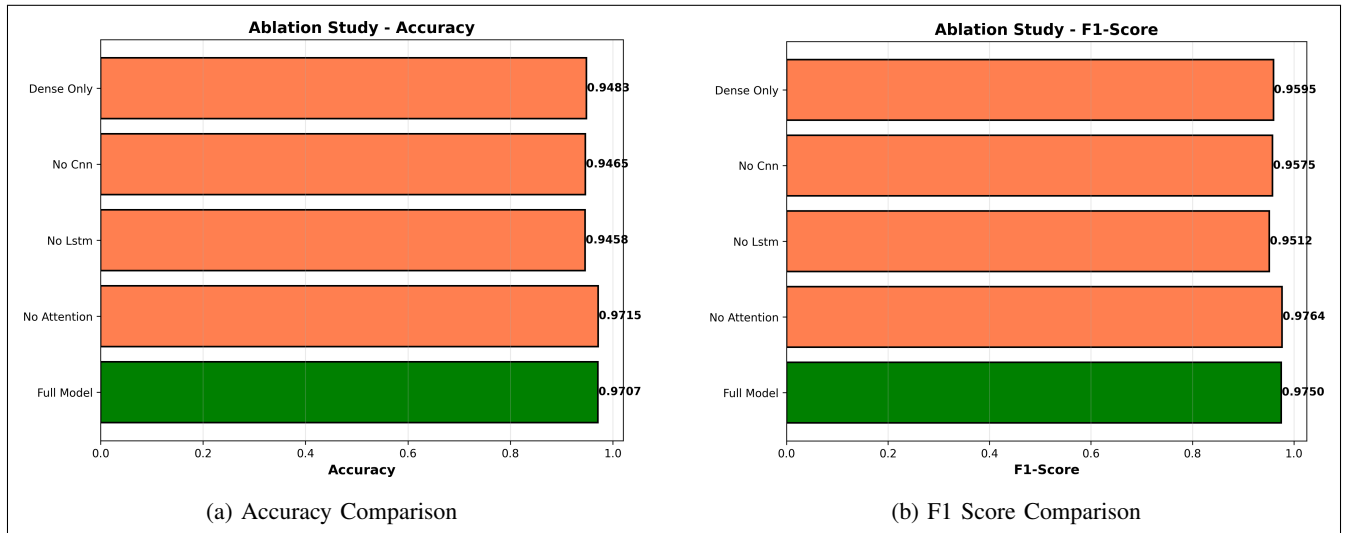 Ablation Study - Accuracy
Dense Only
0.9483
No Cnn
0.9465
No Lstm
0.9458
No Attention
0.9715
Full Model
0.9707
0.0 0.2 0.4 0.6 0.8 1.0
Accuracy
(a) Accuracy Comparison
Ablation Study - F1-Score
Dense Only
0.9595
No Cnn
0.9575
No Lstm
0.9512
No Attention
0.9764
Full Model
0.9750
0.0 0.2 0.4 0.6 0.8 1.0
F1-Score
(b) F1 Score Comparison